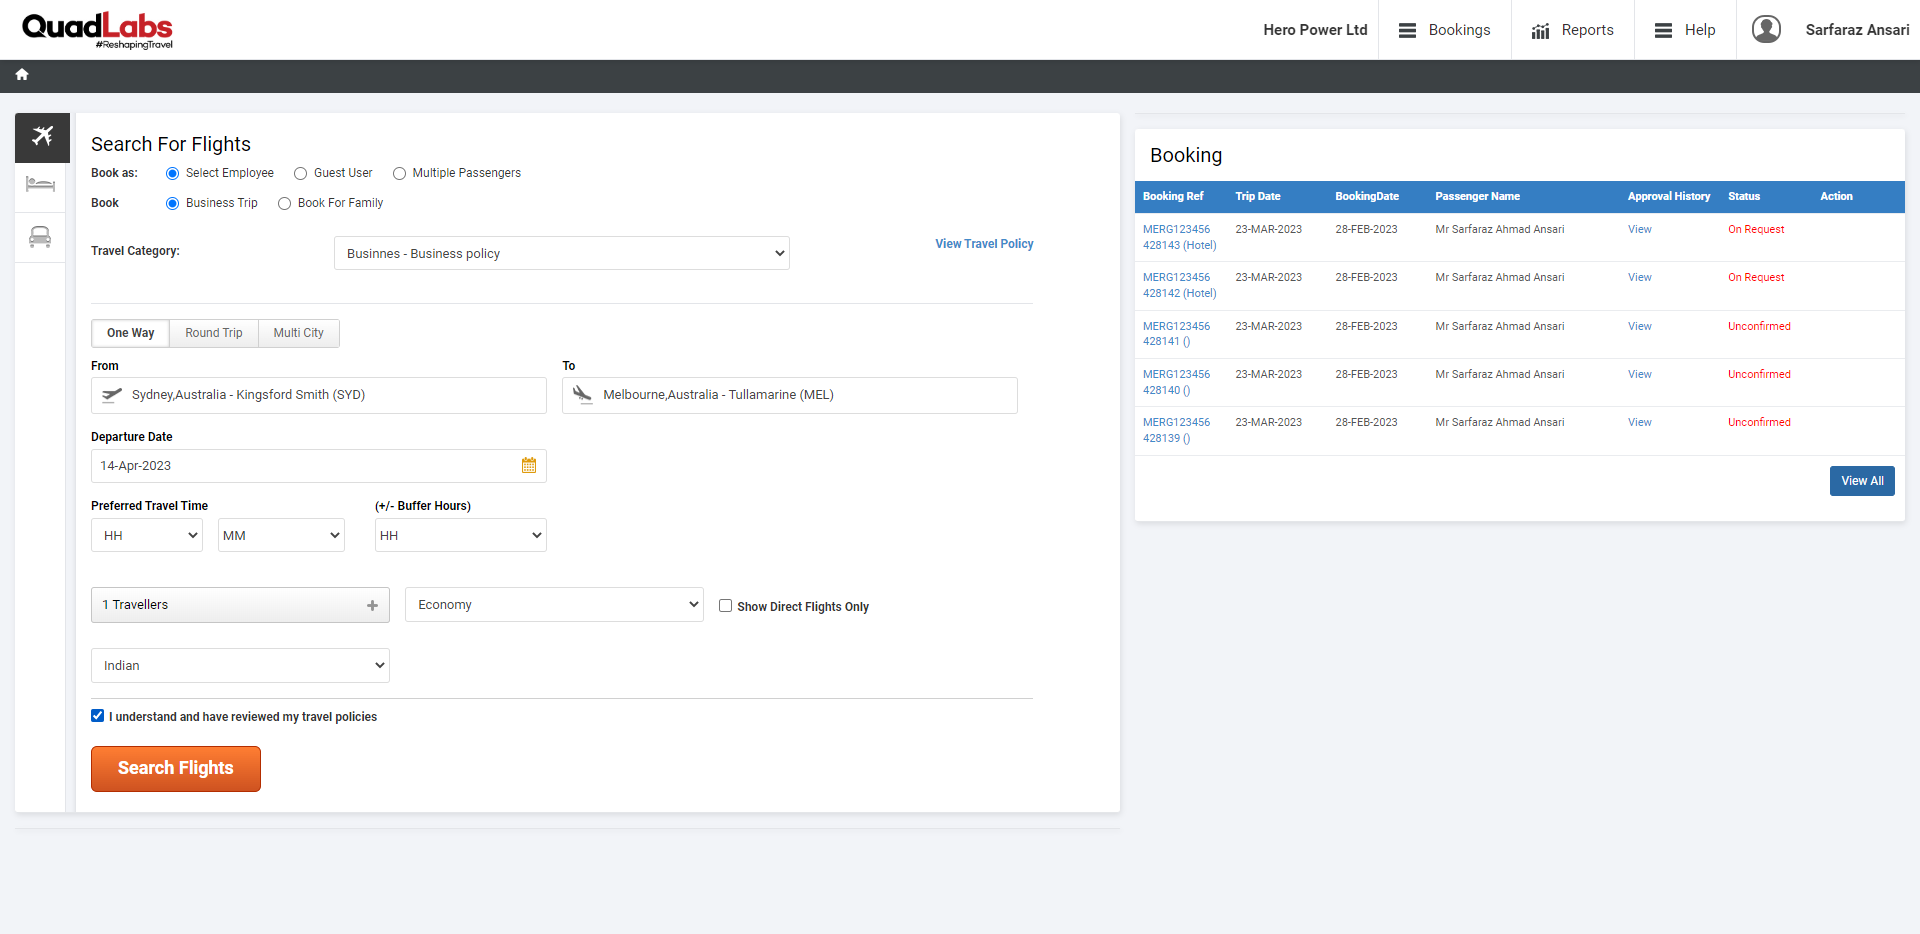 QuadLabs
#ReshapingTravel
Hero Power Ltd
Bookings
Reports
Help
Sarfaraz Ansari
Search For Flights
Book as: Select Employee Guest User Multiple Passengers
Book Business Trip Book For Family
Travel Category: Businnes - Business policy View Travel Policy
One Way Round Trip Multi City
From To
Sydney,Australia - Kingsford Smith (SYD) Melbourne,Australia - Tullamarine (MEL)
Departure Date
14-Apr-2023
Preferred Travel Time (+/- Buffer Hours)
HH MM HH
1 Travellers Economy Show Direct Flights Only
Indian
I understand and have reviewed my travel policies
Search Flights
Booking
Booking Ref Trip Date BookingDate Passenger Name Approval History Status Action
MERG123456 23-MAR-2023 28-FEB-2023 Mr Sarfaraz Ahmad Ansari View On Request
428143 (Hotel)
MERG123456 23-MAR-2023 28-FEB-2023 Mr Sarfaraz Ahmad Ansari View On Request
428142 (Hotel)
MERG123456 23-MAR-2023 28-FEB-2023 Mr Sarfaraz Ahmad Ansari View Unconfirmed
428141 ()
MERG123456 23-MAR-2023 28-FEB-2023 Mr Sarfaraz Ahmad Ansari View Unconfirmed
428140 ()
MERG123456 23-MAR-2023 28-FEB-2023 Mr Sarfaraz Ahmad Ansari View Unconfirmed
428139 ()
View All